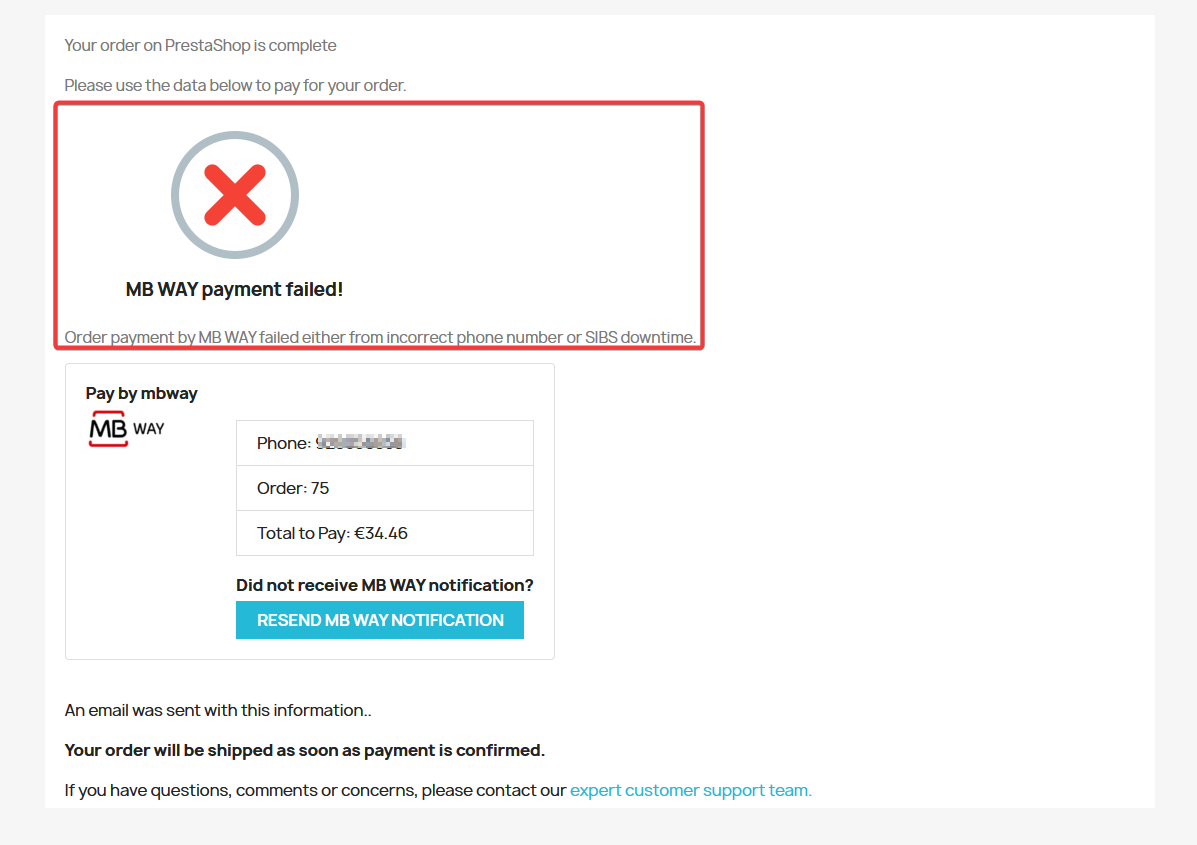 Your order on PrestaShop is complete
Please use the data below to pay for your order.
MB WAY payment failed!
Order payment by MB WAY failed either from incorrect phone number or SIBS downtime.
Pay by mbway
MB WAY
Phone:
Order: 75
Total to Pay: €34.46
Did not receive MB WAY notification?
RESEND MB WAY NOTIFICATION
An email was sent with this information..
Your order will be shipped as soon as payment is confirmed.
If you have questions, comments or concerns, please contact our expert customer support team.